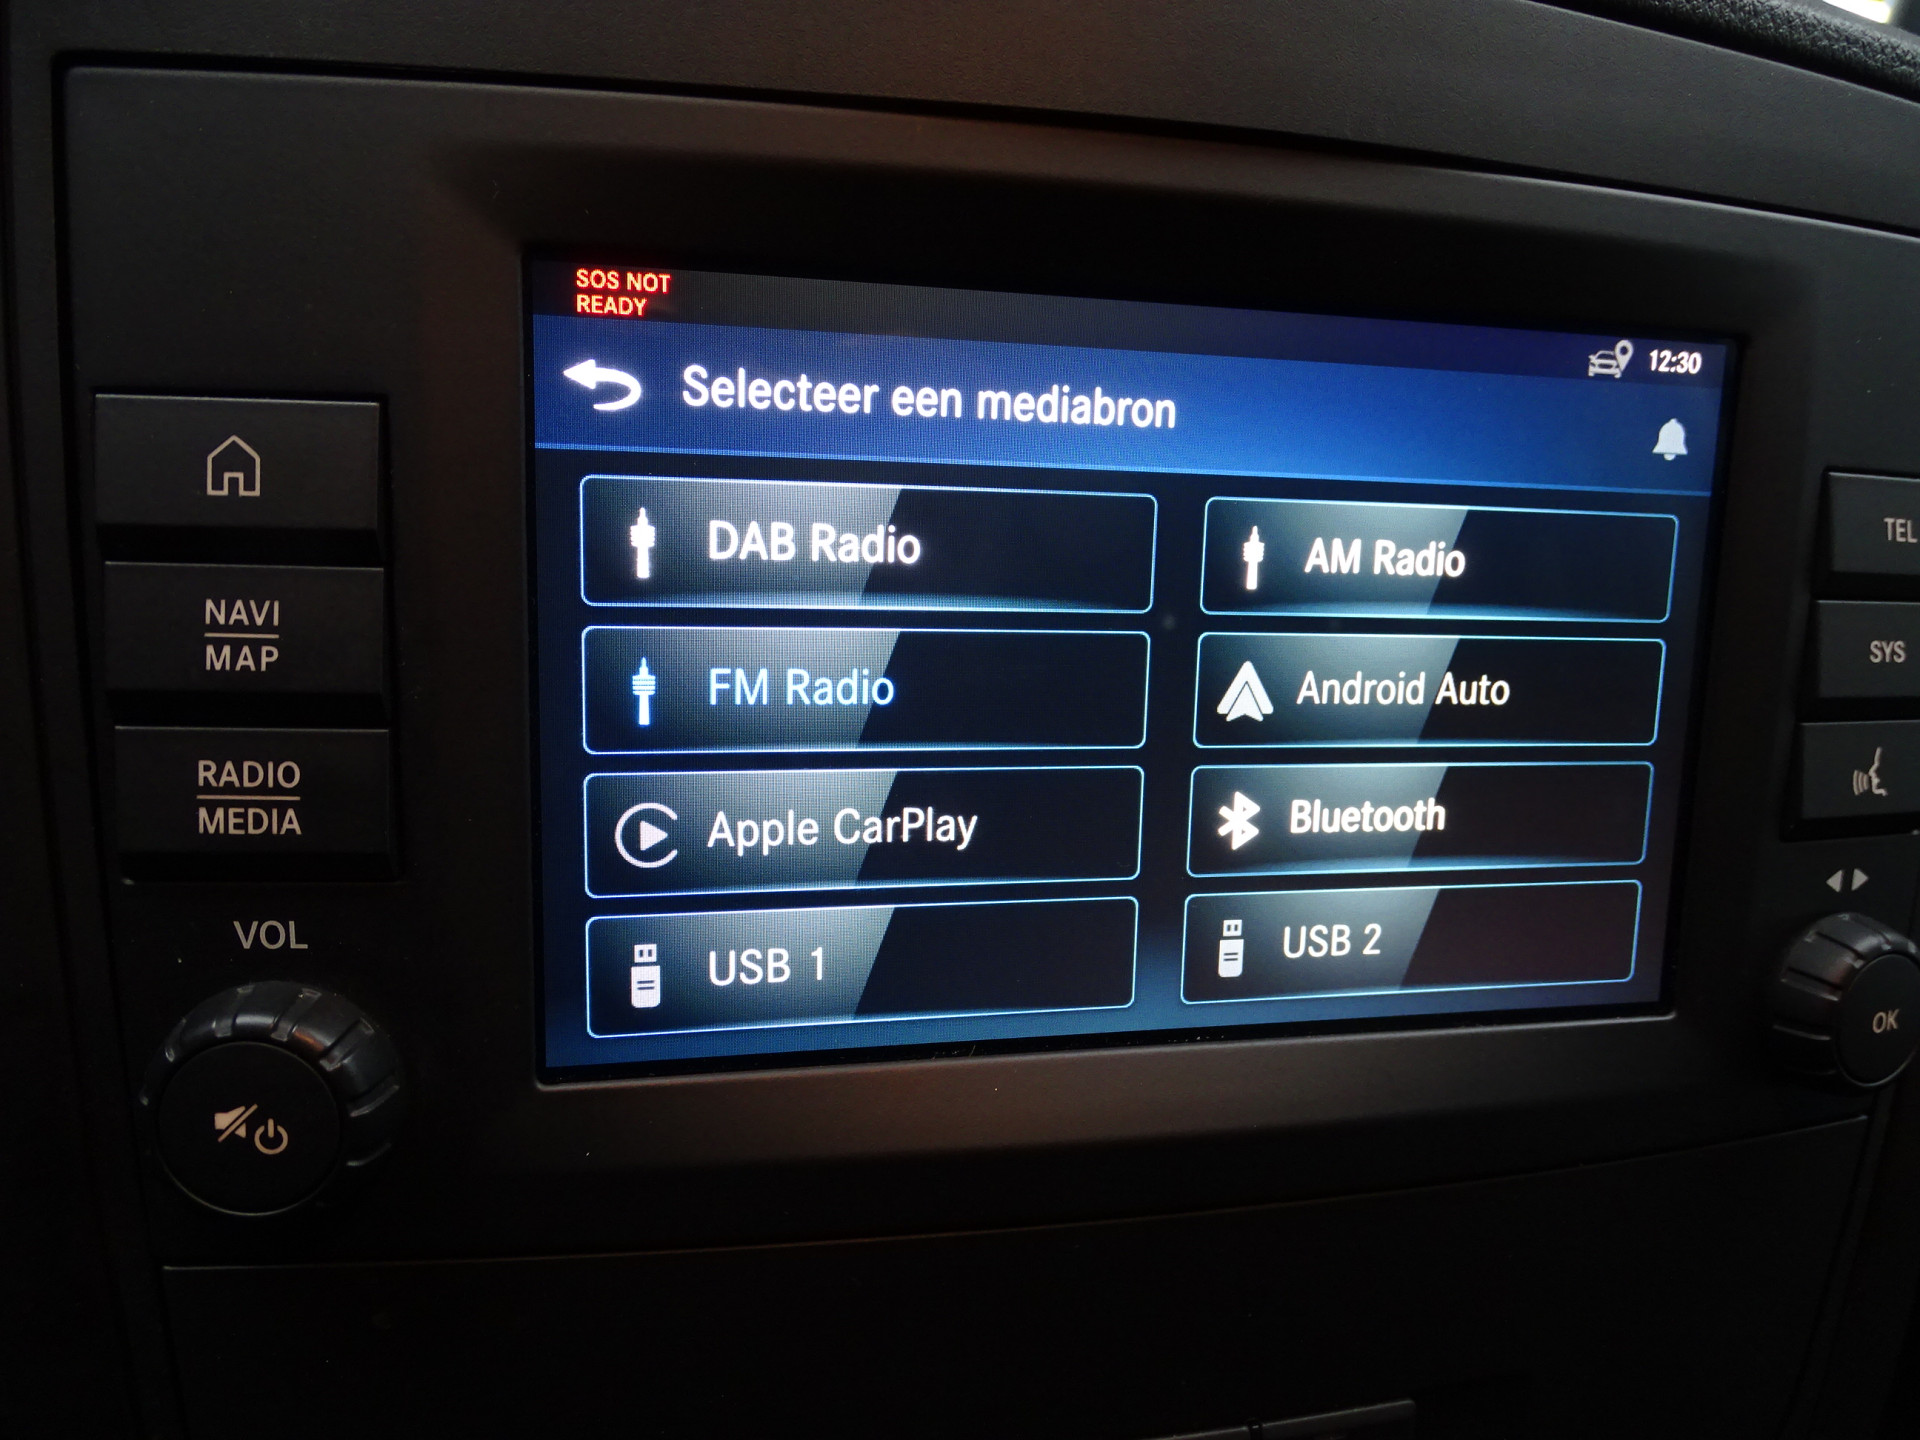 SOS NOT
READY
12:30
Selecteer een mediabron
DAB Radio
AM Radio
FM Radio
Android Auto
Apple CarPlay
Bluetooth
USB 1
USB 2
NAVI
MAP
RADIO
MEDIA
VOL
TEL
SYS
OK